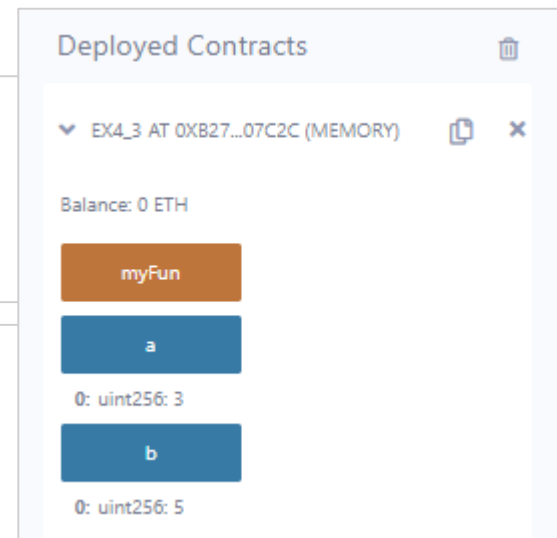 Deployed Contracts
EX4_3 AT 0XB27...07C2C (MEMORY)
Balance: 0 ETH
myFun
a
0: uint256: 3
b
0: uint256: 5